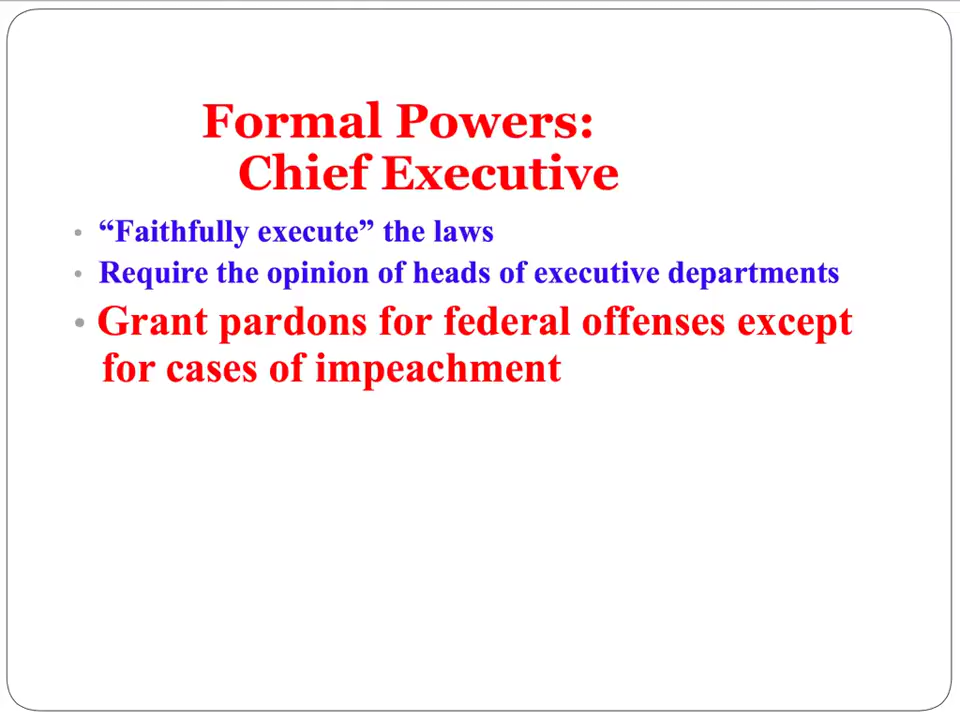 Formal Powers:
Chief Executive
• “Faithfully execute” the laws
• Require the opinion of heads of executive departments
• Grant pardons for federal offenses except
for cases of impeachment